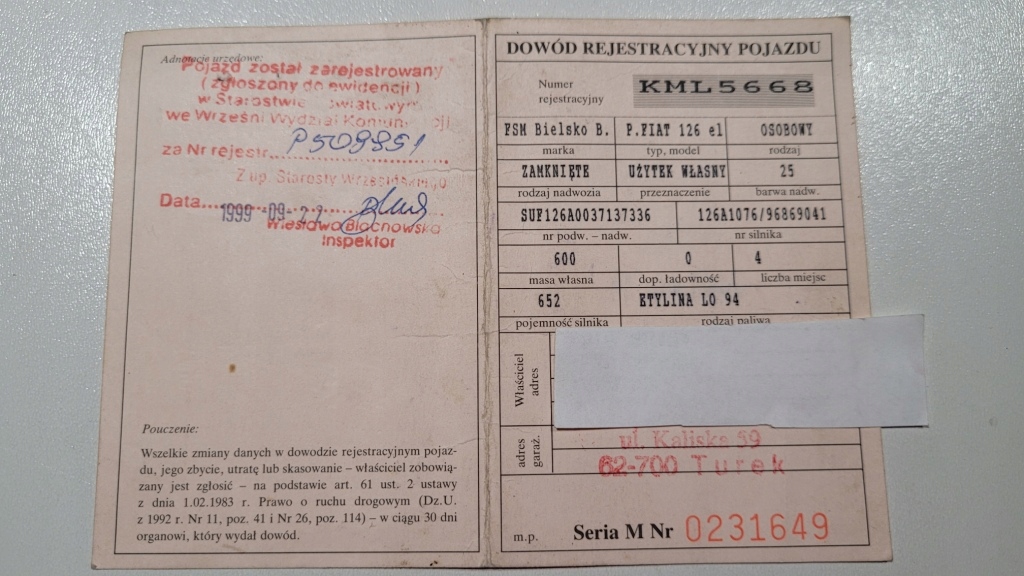 Adnotacje urzędowe:
Pojazd został zarejestrowany
(zgłoszony do ewidencji)
w Starostwie
we Wrześni Wydział
za Nr rejestr.
Z up. Starosty Wrzesińskiego
Data 1999 -09-
Wiesława
Inspektor
Pouczenie:
Wszelkie zmiany danych w dowodzie rejestracyjnym pojaz-
du, jego zbycie, utratę lub skasowanie – właściciel zobowią-
zany jest zgłosić – na podstawie art. 61 ust. 2 ustawy
z dnia 1.02.1983 r. Prawo o ruchu drogowym (Dz.U.
z 1992 r. Nr 11, poz. 41 i Nr 26, poz. 114) – w ciągu 30 dni
organowi, który wydał dowód.
DOWÓD REJESTRACYJNY POJAZDU
Numer
rejestracyjny
KML5668
FSM Bielsko B. P.FIAT 126 el OSOBOWY
marka typ, model rodzaj
ZAMKNIĘTE UŻYTEK WŁASNY 25
rodzaj nadwozia przeznaczenie barwa nadw.
SUF126A0037137336 126A1076/96869041
nr podw. – nadw. nr silnika
600 0 4
masa własna dop. ładowność liczba miejsc
652 ETYLINA LO 94
pojemność silnika rodzaj paliwa
Właściciel
adres
adres
garaż.
ul. Kaliska 59
62-700 Turek
m.p. Seria M Nr 0231649